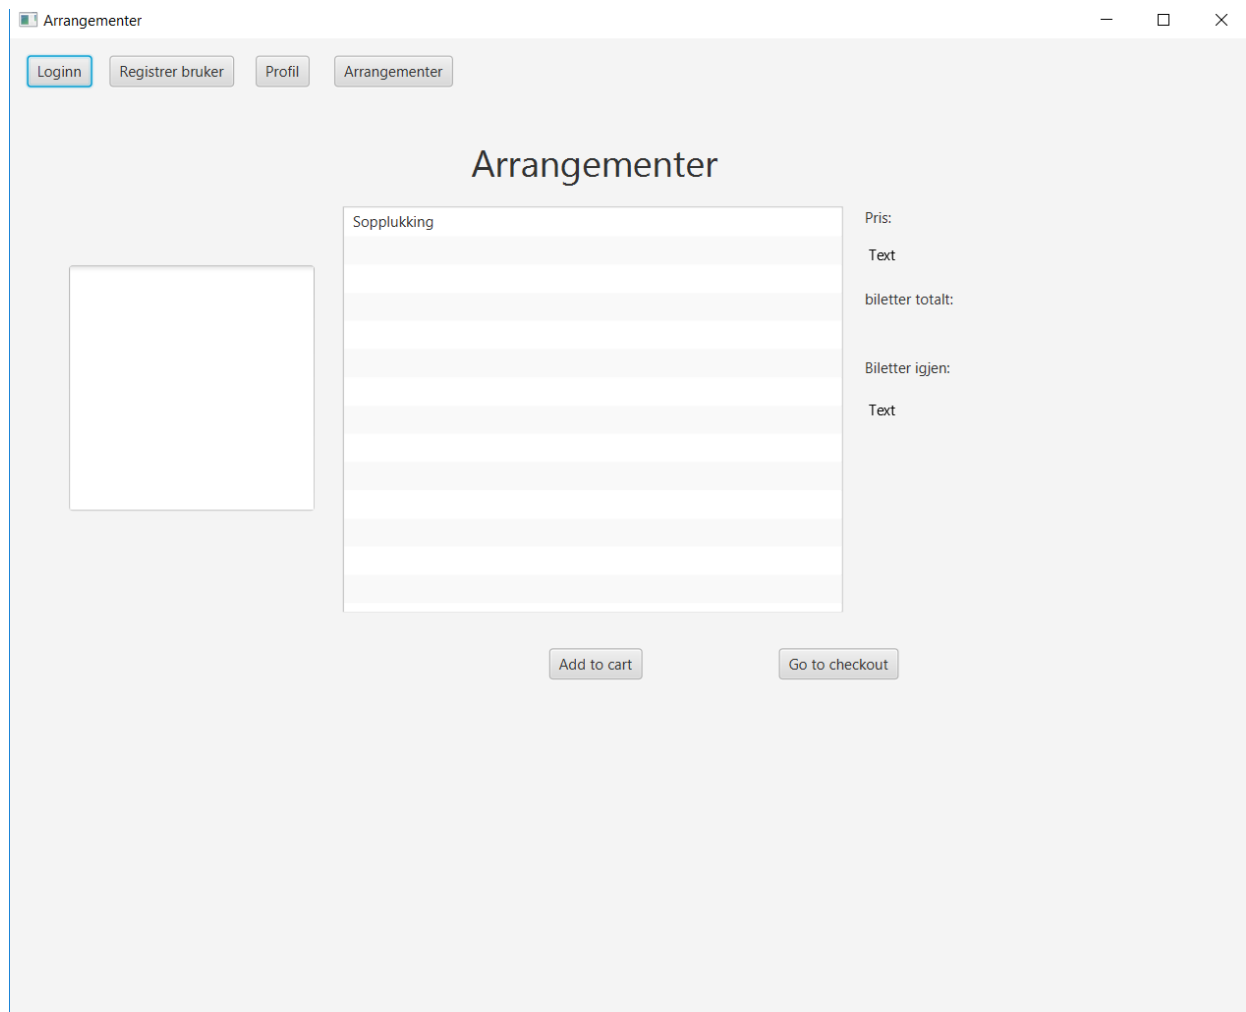 Arrangementer
Loginn Registrer bruker Profil Arrangementer
Arrangementer
Sopplukking
Pris:
Text
biletter totalt:
Biletter igjen:
Text
Add to cart Go to checkout